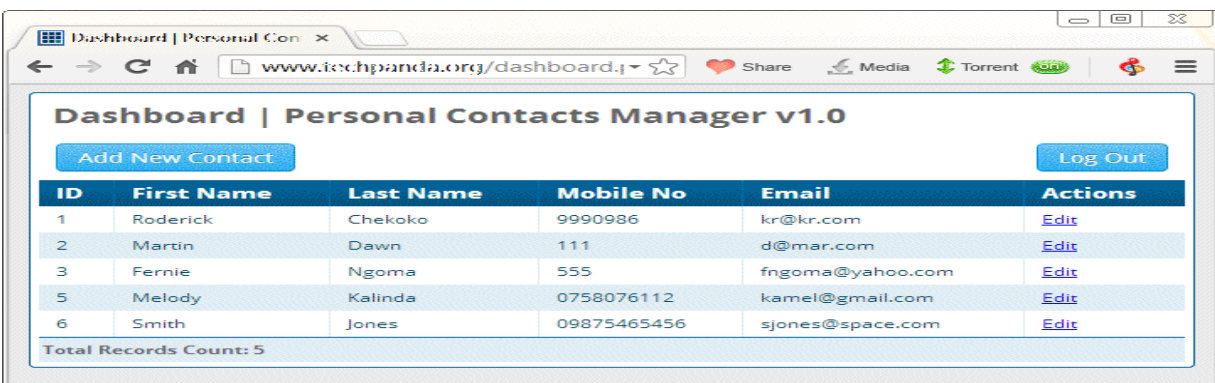 Dashboard | Personal Con
www.techpanda.org/dashboard.p
Share Media Torrent on
Dashboard | Personal Contacts Manager v1.0
Add New Contact Log Out
ID First Name Last Name Mobile No Email Actions
1 Roderick Chekoko 9990986 kr@kr.com Edit
2 Martin Dawn 111 d@mar.com Edit
3 Fernie Ngoma 555 fngoma@yahoo.com Edit
5 Melody Kalinda 0758076112 kamel@gmail.com Edit
6 Smith Jones 09875465456 sjones@space.com Edit
Total Records Count: 5